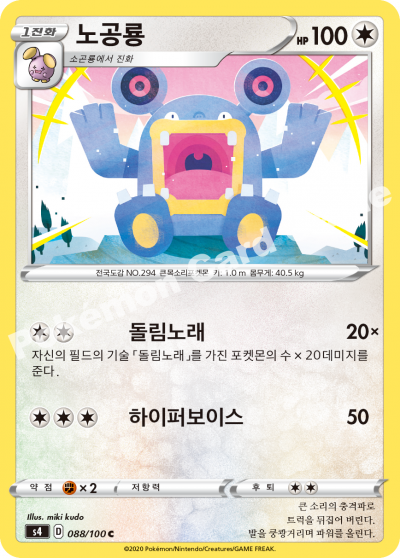 1진화
노공룡
HP 100
소곤룡에서 진화
전국도감 NO.294 큰목소리포켓몬 키: 1.0 m 몸무게: 40.5 kg
돌림노래 20×
자신의 필드의 기술 「돌림노래」를 가진 포켓몬의 수 × 20데미지를
준다.
하이퍼보이스 50
약점 ×2 저항력 후퇴
Illus. miki kudo
S4 D 088/100 C
큰 소리의 충격파로
트럭을 뒤집어 버린다.
발을 쿵쾅거리며 파워를 올린다.
©2020 Pokémon/Nintendo/Creatures/GAME FREAK.